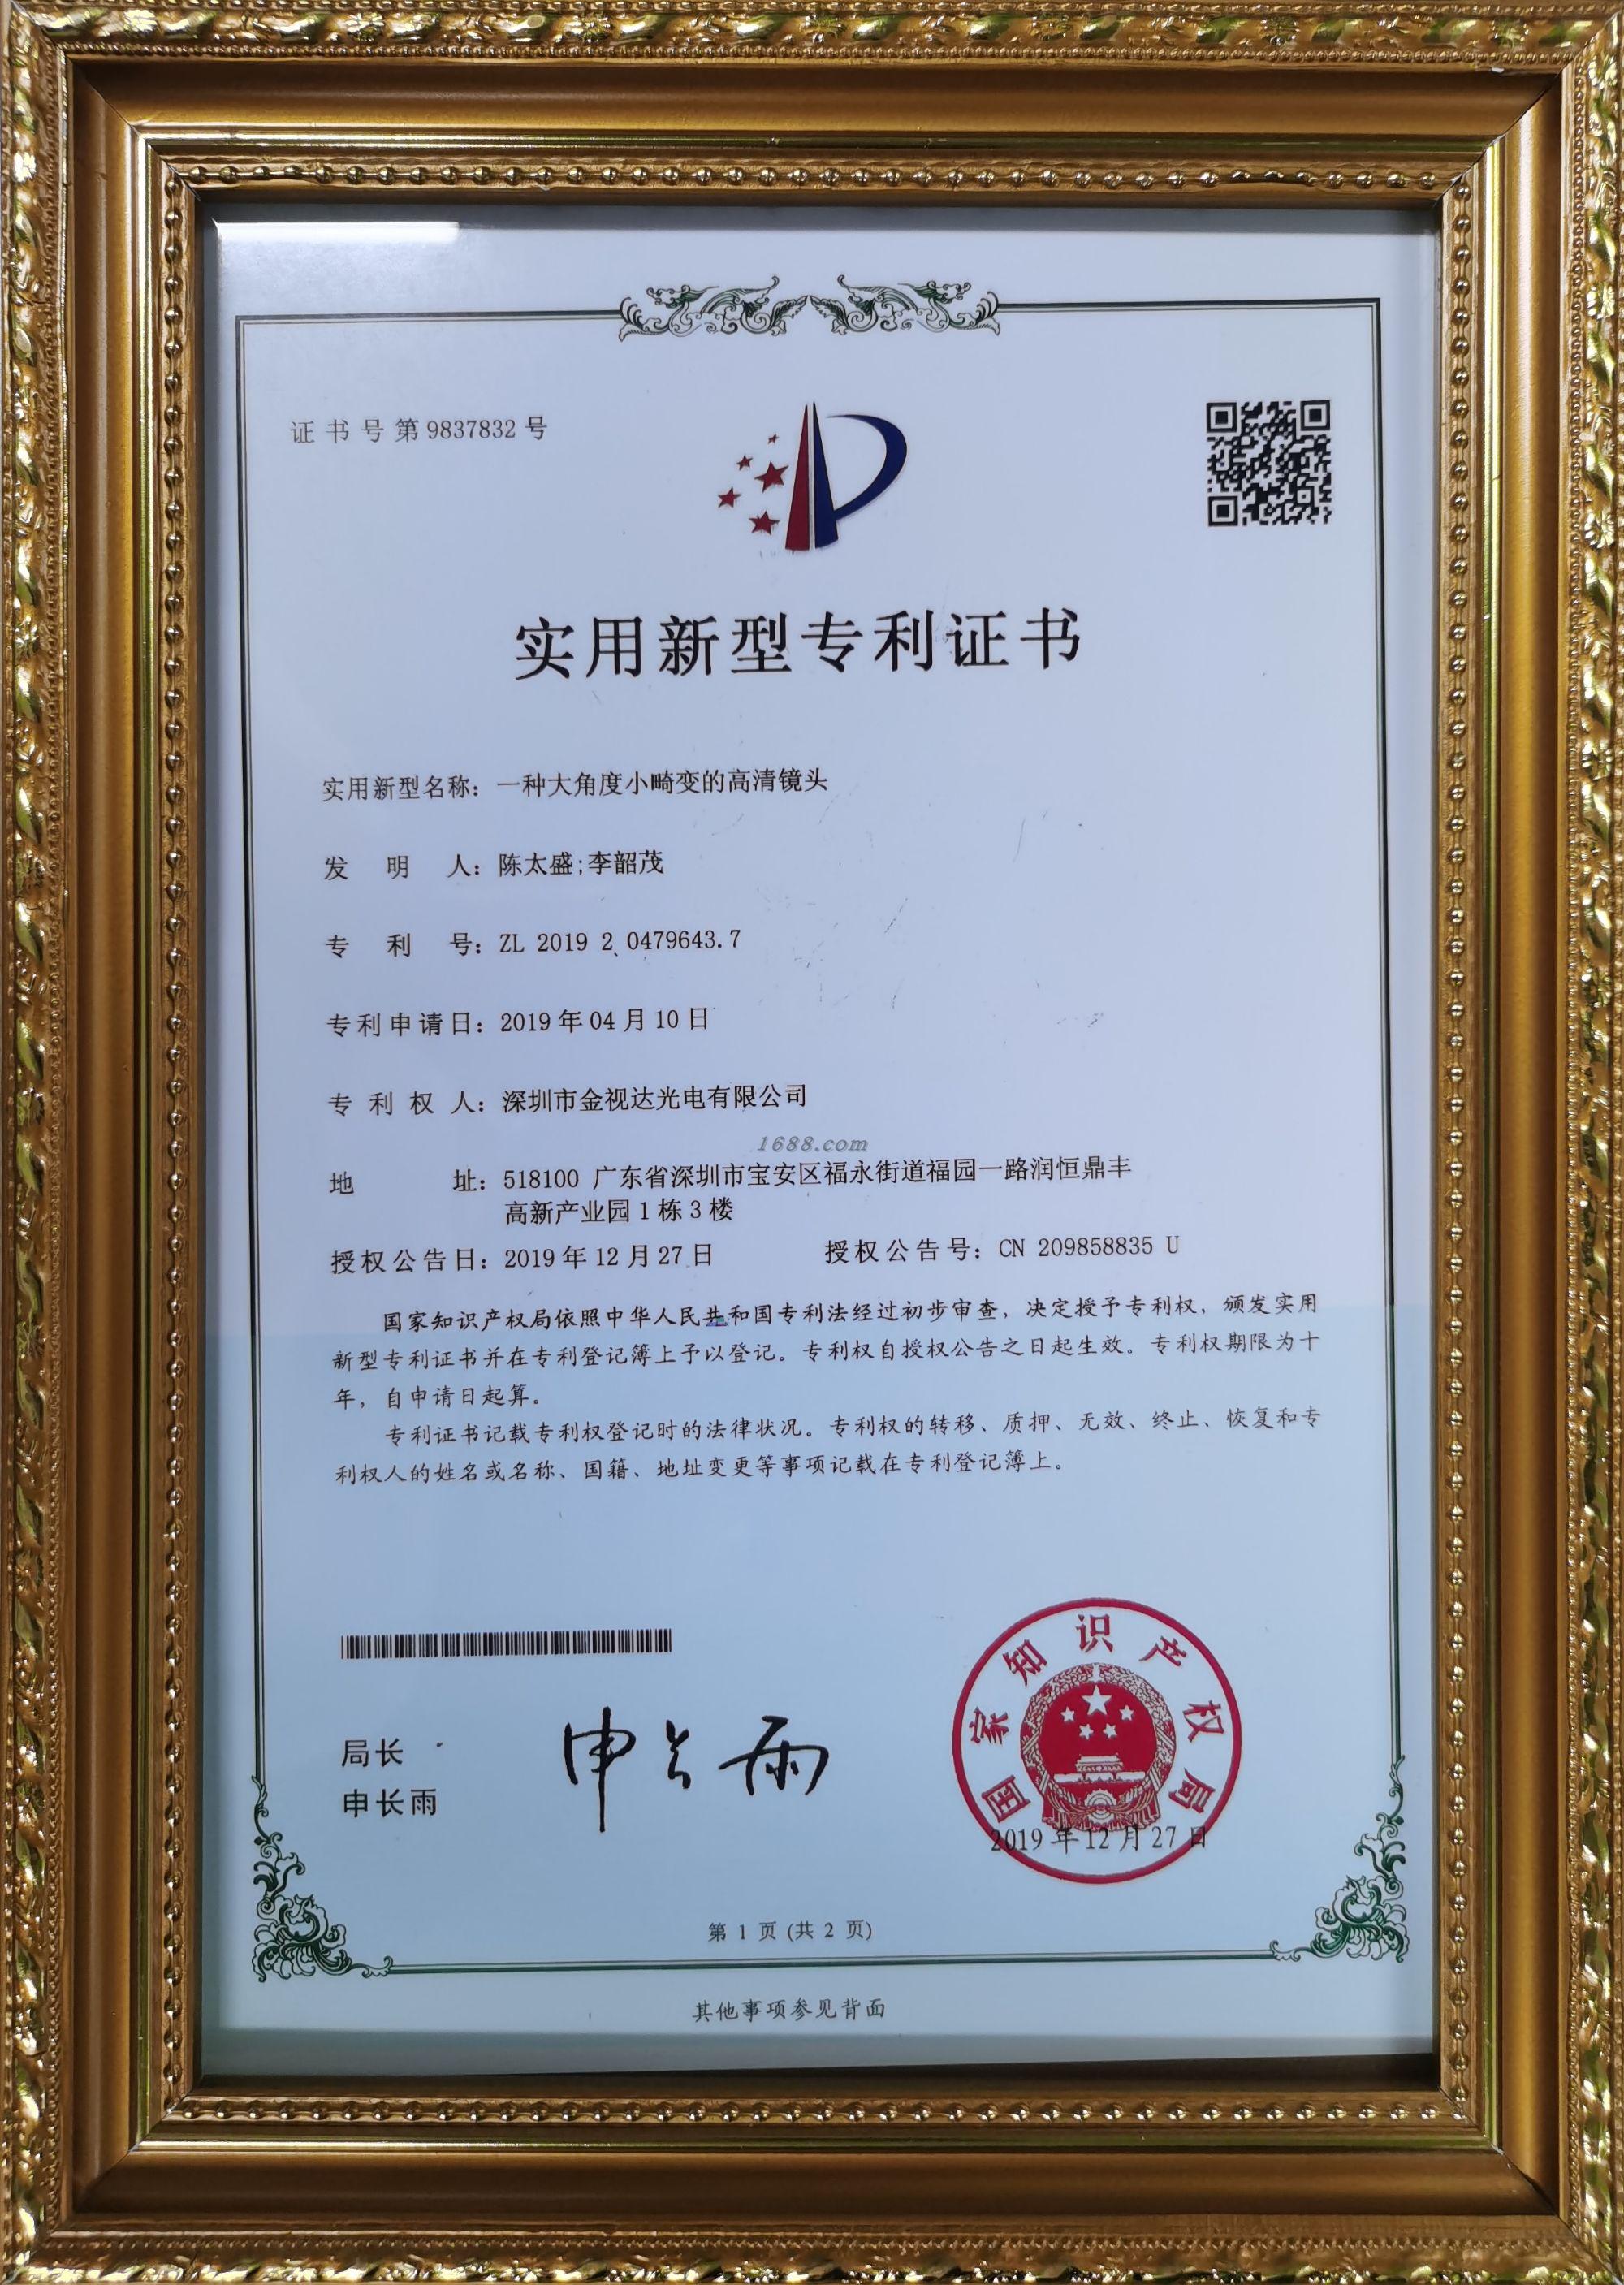 证书号第9837832号
实用新型专利证书
实用新型名称：一种大角度小畸变的高清镜头
发明人：陈太盛;李韶茂
专利号：ZL 2019 2 0479643.7
专利申请日：2019年04月10日
专利权人：深圳市金视达光电有限公司
1688.com
地址：518100 广东省深圳市宝安区福永街道福园一路润恒鼎丰
高新产业园1栋3楼
授权公告日：2019年12月27日 授权公告号：CN 209858835 U
国家知识产权局依照中华人民共和国专利法经过初步审查，决定授予专利权，颁发实用
新型专利证书并在专利登记簿上予以登记。专利权自授权公告之日起生效。专利权期限为十
年，自申请日起算。
专利证书记载专利权登记时的法律状况。专利权的转移、质押、无效、终止、恢复和专
利权人的姓名或名称、国籍、地址变更等事项记载在专利登记簿上。
局长
申长雨
申长雨
国家知识产权局
2019年12月27日
第 1 页 (共 2 页)
其他事项参见背面